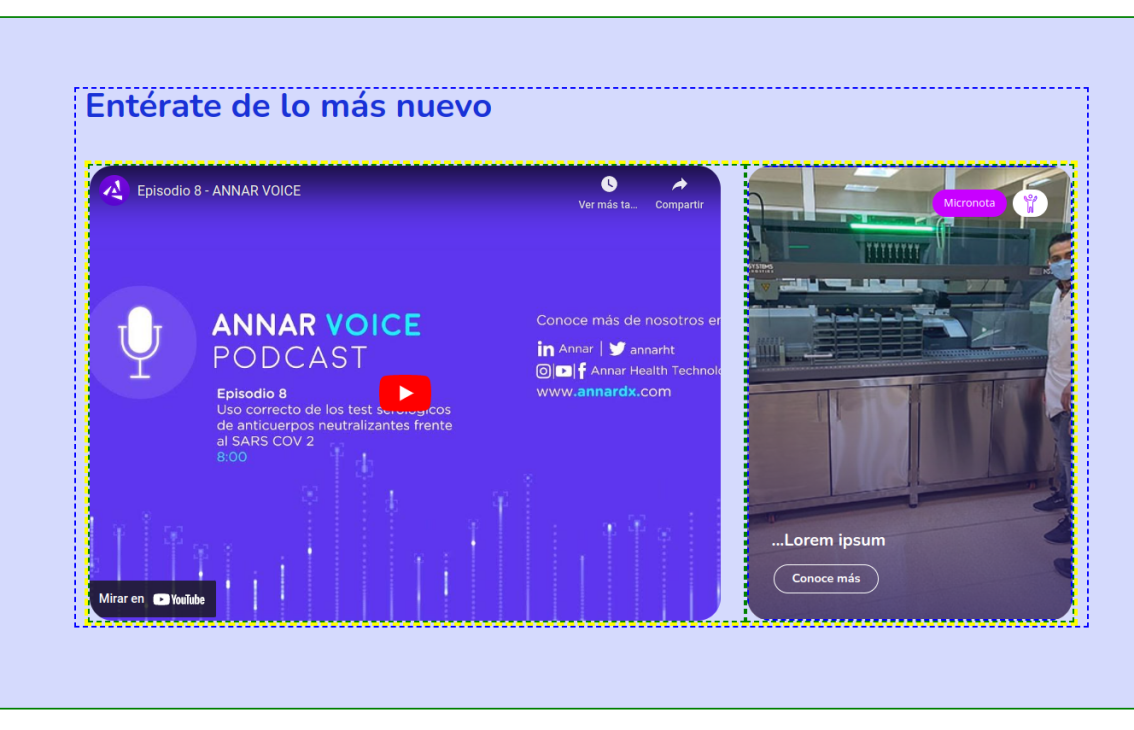 Entérate de lo más nuevo
Episodio 8 - ANNAR VOICE
Ver más ta...
Compartir
ANNAR VOICE
PODCAST
Episodio 8
Uso correcto de los test serológicos
de anticuerpos neutralizantes frente
al SARS COV 2
8:00
Conoce más de nosotros en
in Annar | annarht
Annar Health Technolo
www.annardx.com
Mirar en YouTube
Micronota
SYSTEMS
...Lorem ipsum
Conoce más